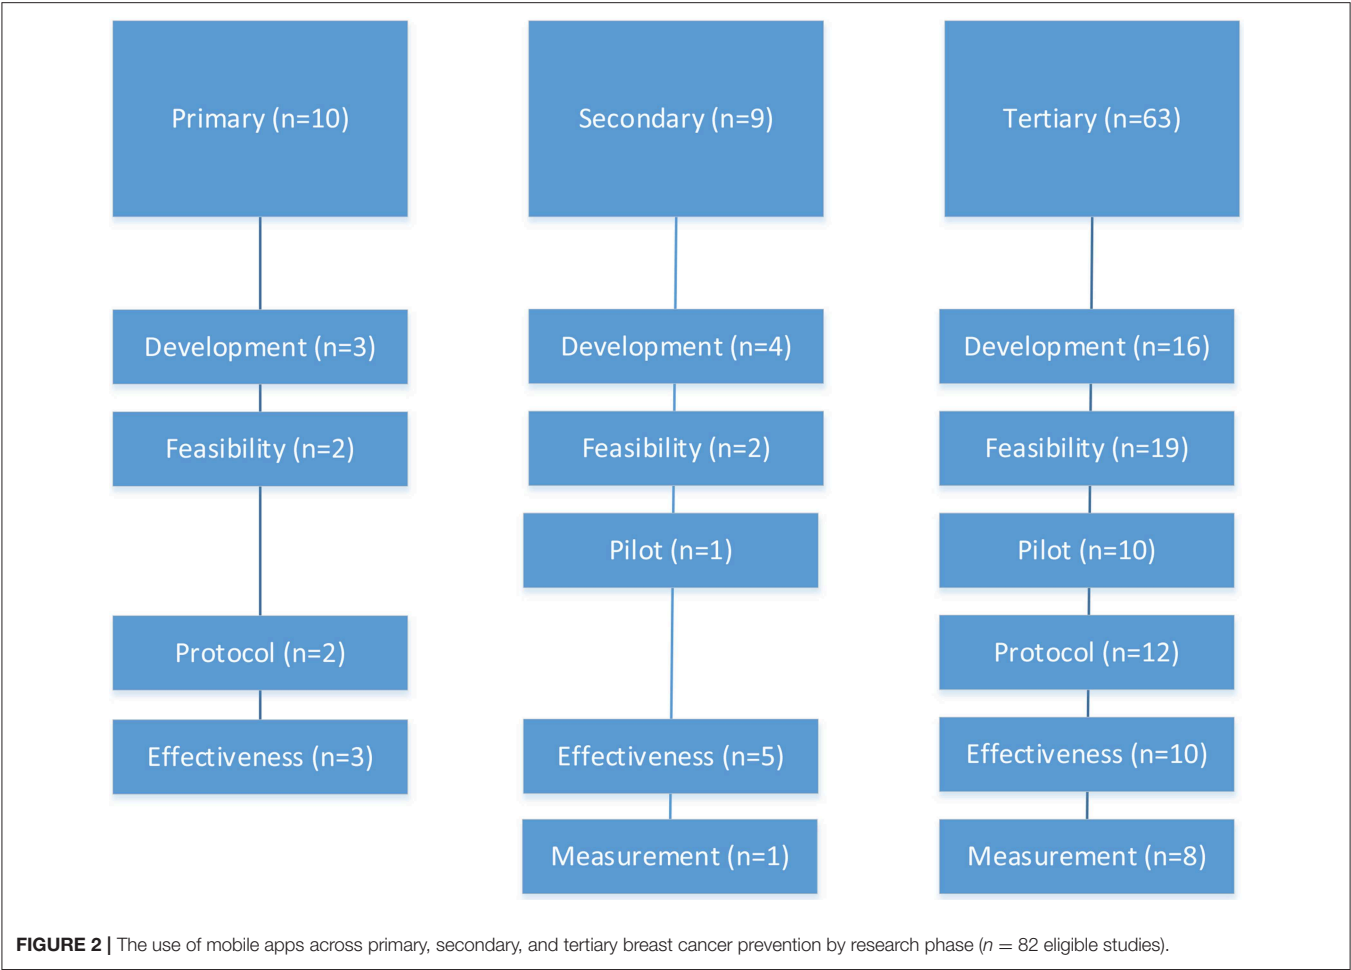 Primary (n=10)
Development (n=3)
Feasibility (n=2)
Protocol (n=2)
Effectiveness (n=3)
Secondary (n=9)
Development (n=4)
Feasibility (n=2)
Pilot (n=1)
Effectiveness (n=5)
Measurement (n=1)
Tertiary (n=63)
Development (n=16)
Feasibility (n=19)
Pilot (n=10)
Protocol (n=12)
Effectiveness (n=10)
Measurement (n=8)
FIGURE 2 | The use of mobile apps across primary, secondary, and tertiary breast cancer prevention by research phase (n = 82 eligible studies).